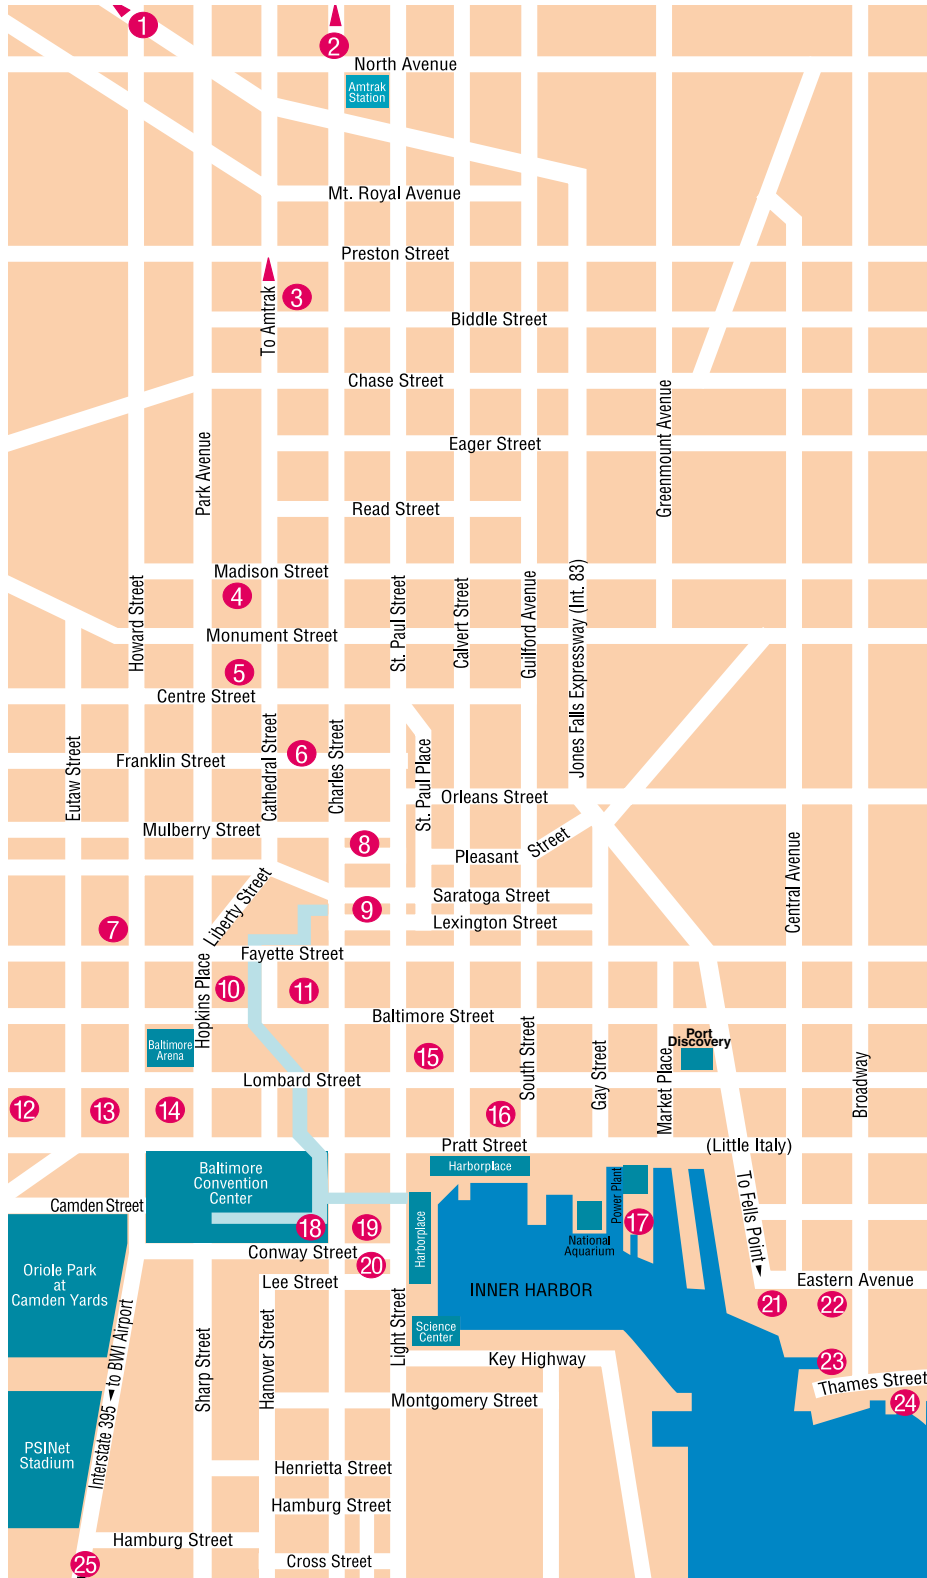 1
2
North Avenue
Amtrak
Station
Mt. Royal Avenue
Preston Street
3
To Amtrak
Biddle Street
Chase Street
Greenmount Avenue
Park Avenue
Eager Street
Read Street
Madison Street
4
Howard Street
Monument Street
St. Paul Street
Calvert Street
Guilford Avenue
Jones Falls Expressway (Int. 83)
5
Centre Street
Eutaw Street
Franklin Street
Cathedral Street
6
Charles Street
St. Paul Place
Orleans Street
Mulberry Street
8
Pleasant Street
Central Avenue
Liberty Street
Saratoga Street
9
Lexington Street
7
Fayette Street
Hopkins Place
10
11
Baltimore Street
Baltimore
Arena
15
South Street
Gay Street
Market Place
Port
Discovery
Broadway
Lombard Street
12
13
14
16
Pratt Street
(Little Italy)
Harborplace
Baltimore
Convention
Center
Power Plant
To Fells Point
Camden Street
18
19
Harborplace
17
National
Aquarium
Conway Street
20
Oriole Park
at
Camden Yards
Lee Street
INNER HARBOR
Eastern Avenue
21
22
Interstate 395 to BWI Airport
Sharp Street
Hanover Street
Light Street
Science
Center
Key Highway
23
Thames Street
24
Montgomery Street
PSINet
Stadium
Henrietta Street
Hamburg Street
Hamburg Street
25
Cross Street